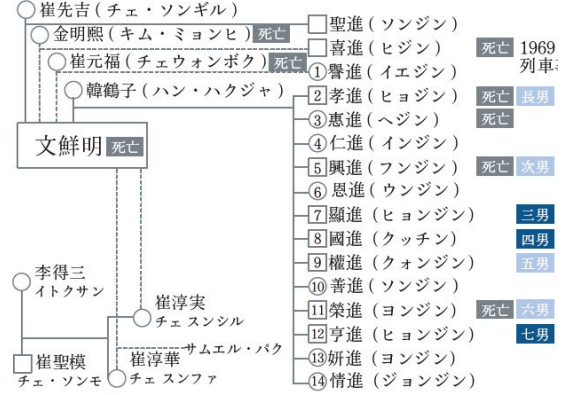 崔先吉(チェ・ソンギル)
聖進(ソンジン)
金明熙(キム・ミョンヒ) 死亡
喜進(ヒジン) 死亡 1969
列車
崔元福(チェウォンボク) 死亡
① 譽進(イエジン)
韓鶴子(ハン・ハクジャ)
2 孝進(ヒョジン) 死亡 長男
③ 惠進(ヘジン) 死亡
文鮮明 死亡
④ 仁進(インジン)
5 興進(フンジン) 死亡 次男
⑥ 恩進(ウンジン)
7 顯進(ヒョンジン) 三男
8 國進(クッチン) 四男
9 權進(クォンジン) 五男
李得三
イトクサン
⑩ 善進(ソンジン)
11 榮進(ヨンジン) 死亡 六男
崔淳実
チェ スンシル
12 亨進(ヒョンジン) 七男
サムエル・パク
⑬ 妍進(ヨンジン)
崔聖模
チェ・ソンモ
崔淳華
チェ スンファ
⑭ 情進(ジョンジン)